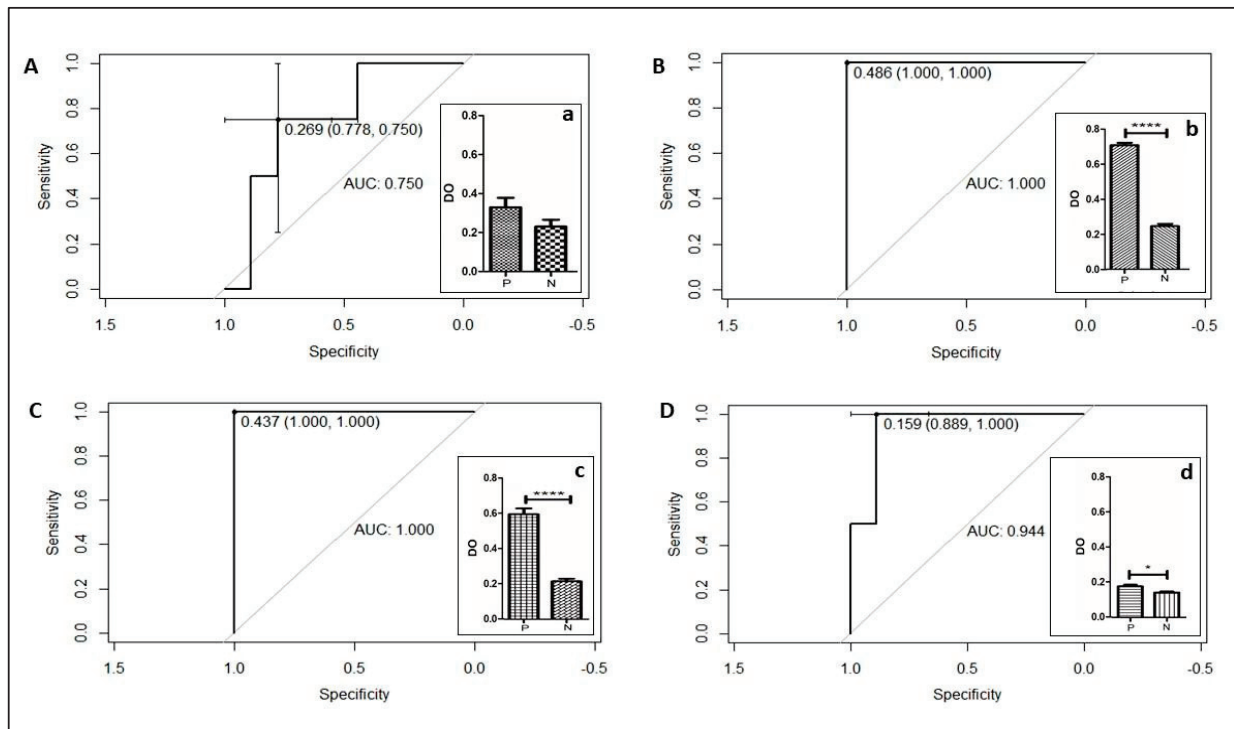 A
Sensitivity
1.0
0.8
0.6
0.4
0.2
0.0
0.269 (0.778, 0.750)
AUC: 0.750
1.5
1.0
0.5
0.0
-0.5
Specificity
a
DO
0.8
0.6
0.4
0.2
0.0
P
N
B
Sensitivity
1.0
0.8
0.6
0.4
0.2
0.0
0.486 (1.000, 1.000)
AUC: 1.000
1.5
1.0
0.5
0.0
-0.5
Specificity
b
****
DO
0.8
0.6
0.4
0.2
0.0
P
N
C
Sensitivity
1.0
0.8
0.6
0.4
0.2
0.0
0.437 (1.000, 1.000)
AUC: 1.000
1.5
1.0
0.5
0.0
-0.5
Specificity
c
****
DO
0.8
0.6
0.4
0.2
0.0
P
N
D
Sensitivity
1.0
0.8
0.6
0.4
0.2
0.0
0.159 (0.889, 1.000)
AUC: 0.944
1.5
1.0
0.5
0.0
-0.5
Specificity
d
*
DO
0.8
0.6
0.4
0.2
0.0
P
N